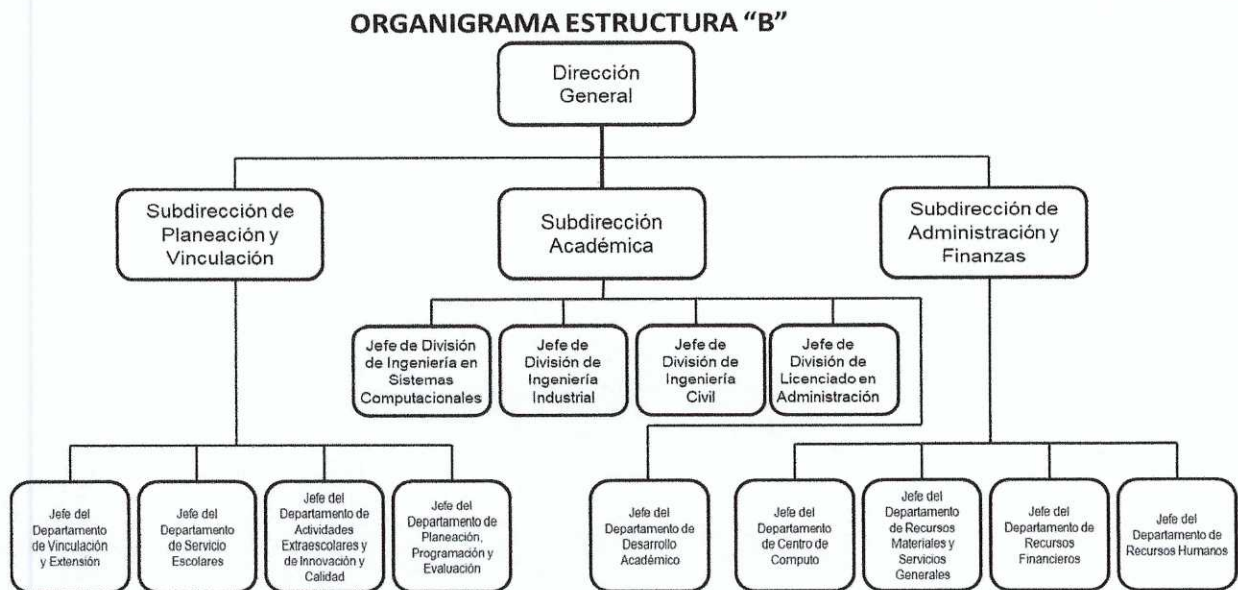 ORGANIGRAMA ESTRUCTURA “B”
Dirección
General
Subdirección de
Planeación y
Vinculación
Subdirección
Académica
Subdirección de
Administración y
Finanzas
Jefe de División
de Ingeniería en
Sistemas
Computacionales
Jefe de
División de
Ingeniería
Industrial
Jefe de
División de
Ingeniería
Civil
Jefe de
División de
Licenciado en
Administración
Jefe del
Departamento
de Vinculación
y Extensión
Jefe del
Departamento
de Servicio
Escolares
Jefe del
Departamento de
Actividades
Extraescolares y
de Innovación y
Calidad
Jefe del
Departamento de
Planeación,
Programación y
Evaluación
Jefe del
Departamento de
Desarrollo
Académico
Jefe del
Departamento
de Centro de
Computo
Jefe del
Departamento
de Recursos
Materiales y
Servicios
Generales
Jefe del
Departamento de
Recursos
Financieros
Jefe del
Departamento de
Recursos Humanos